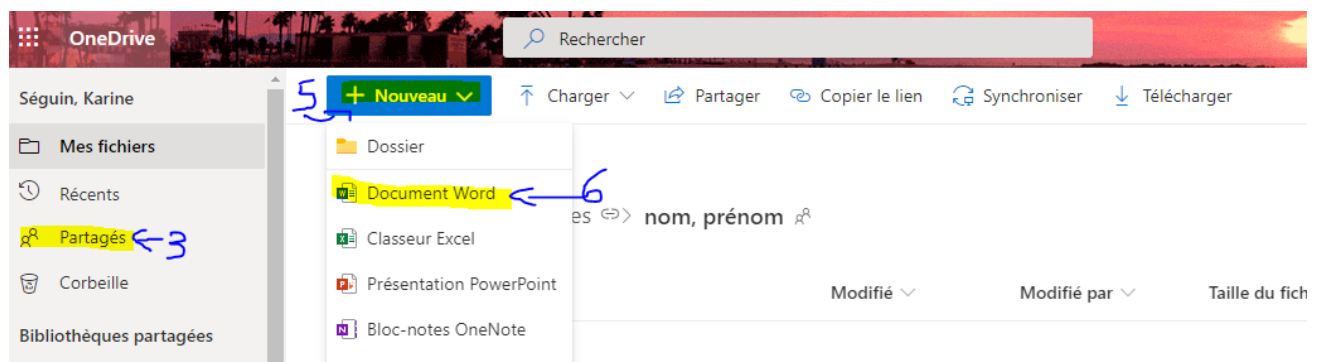 OneDrive
Rechercher
Séguin, Karine
5
+ Nouveau
Charger
Partager
Copier le lien
Synchroniser
Télécharger
Mes fichiers
Dossier
Récents
Document Word
6
es > nom, prénom
Partagés
3
Classeur Excel
Corbeille
Présentation PowerPoint
Modifié
Modifié par
Taille du fich
Bibliothèques partagées
Bloc-notes OneNote